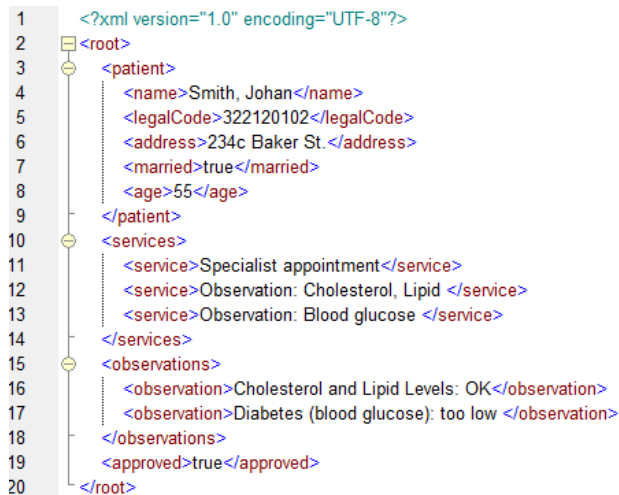 1 <?xml version="1.0" encoding="UTF-8"?>
2 <root>
3 <patient>
4 <name>Smith, Johan</name>
5 <legalCode>322120102</legalCode>
6 <address>234c Baker St.</address>
7 <married>true</married>
8 <age>55</age>
9 </patient>
10 <services>
11 <service>Specialist appointment</service>
12 <service>Observation: Cholesterol, Lipid </service>
13 <service>Observation: Blood glucose </service>
14 </services>
15 <observations>
16 <observation>Cholesterol and Lipid Levels: OK</observation>
17 <observation>Diabetes (blood glucose): too low </observation>
18 </observations>
19 <approved>true</approved>
20 </root>